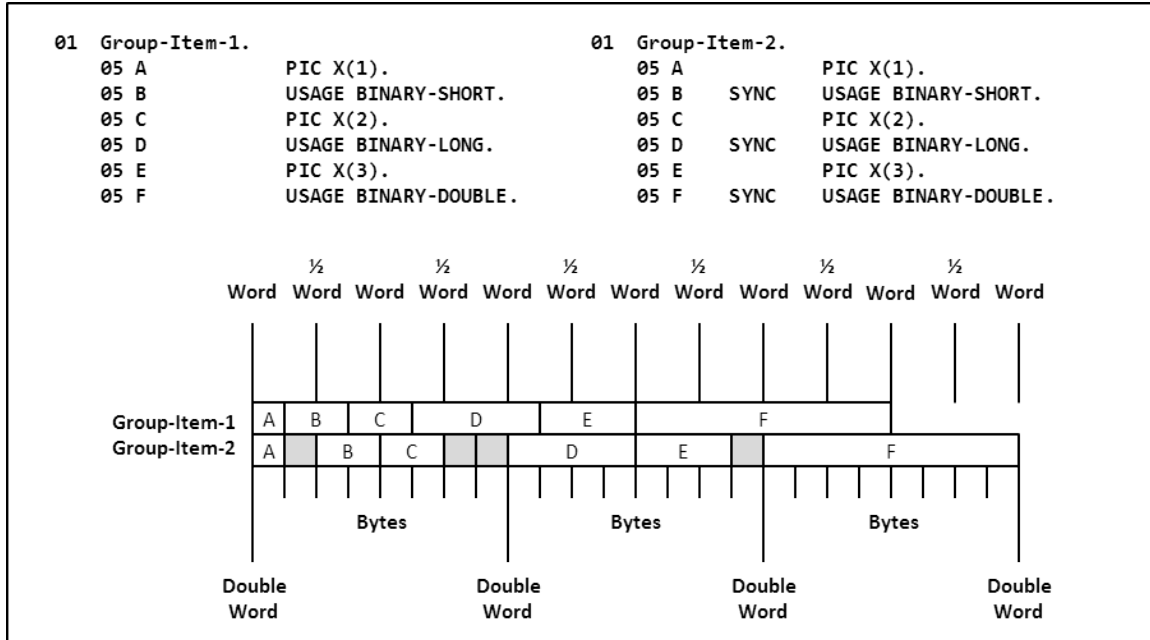 01 Group-Item-1. 01 Group-Item-2.
05 A PIC X(1). 05 A PIC X(1).
05 B USAGE BINARY-SHORT. 05 B SYNC USAGE BINARY-SHORT.
05 C PIC X(2). 05 C PIC X(2).
05 D USAGE BINARY-LONG. 05 D SYNC USAGE BINARY-LONG.
05 E PIC X(3). 05 E PIC X(3).
05 F USAGE BINARY-DOUBLE. 05 F SYNC USAGE BINARY-DOUBLE.
½ ½ ½ ½ ½ ½
Word Word Word Word Word Word Word Word Word Word Word Word Word
Group-Item-1 A B C D E F
Group-Item-2 A B C D E F
Bytes Bytes Bytes
Double Double Double Double
Word Word Word Word